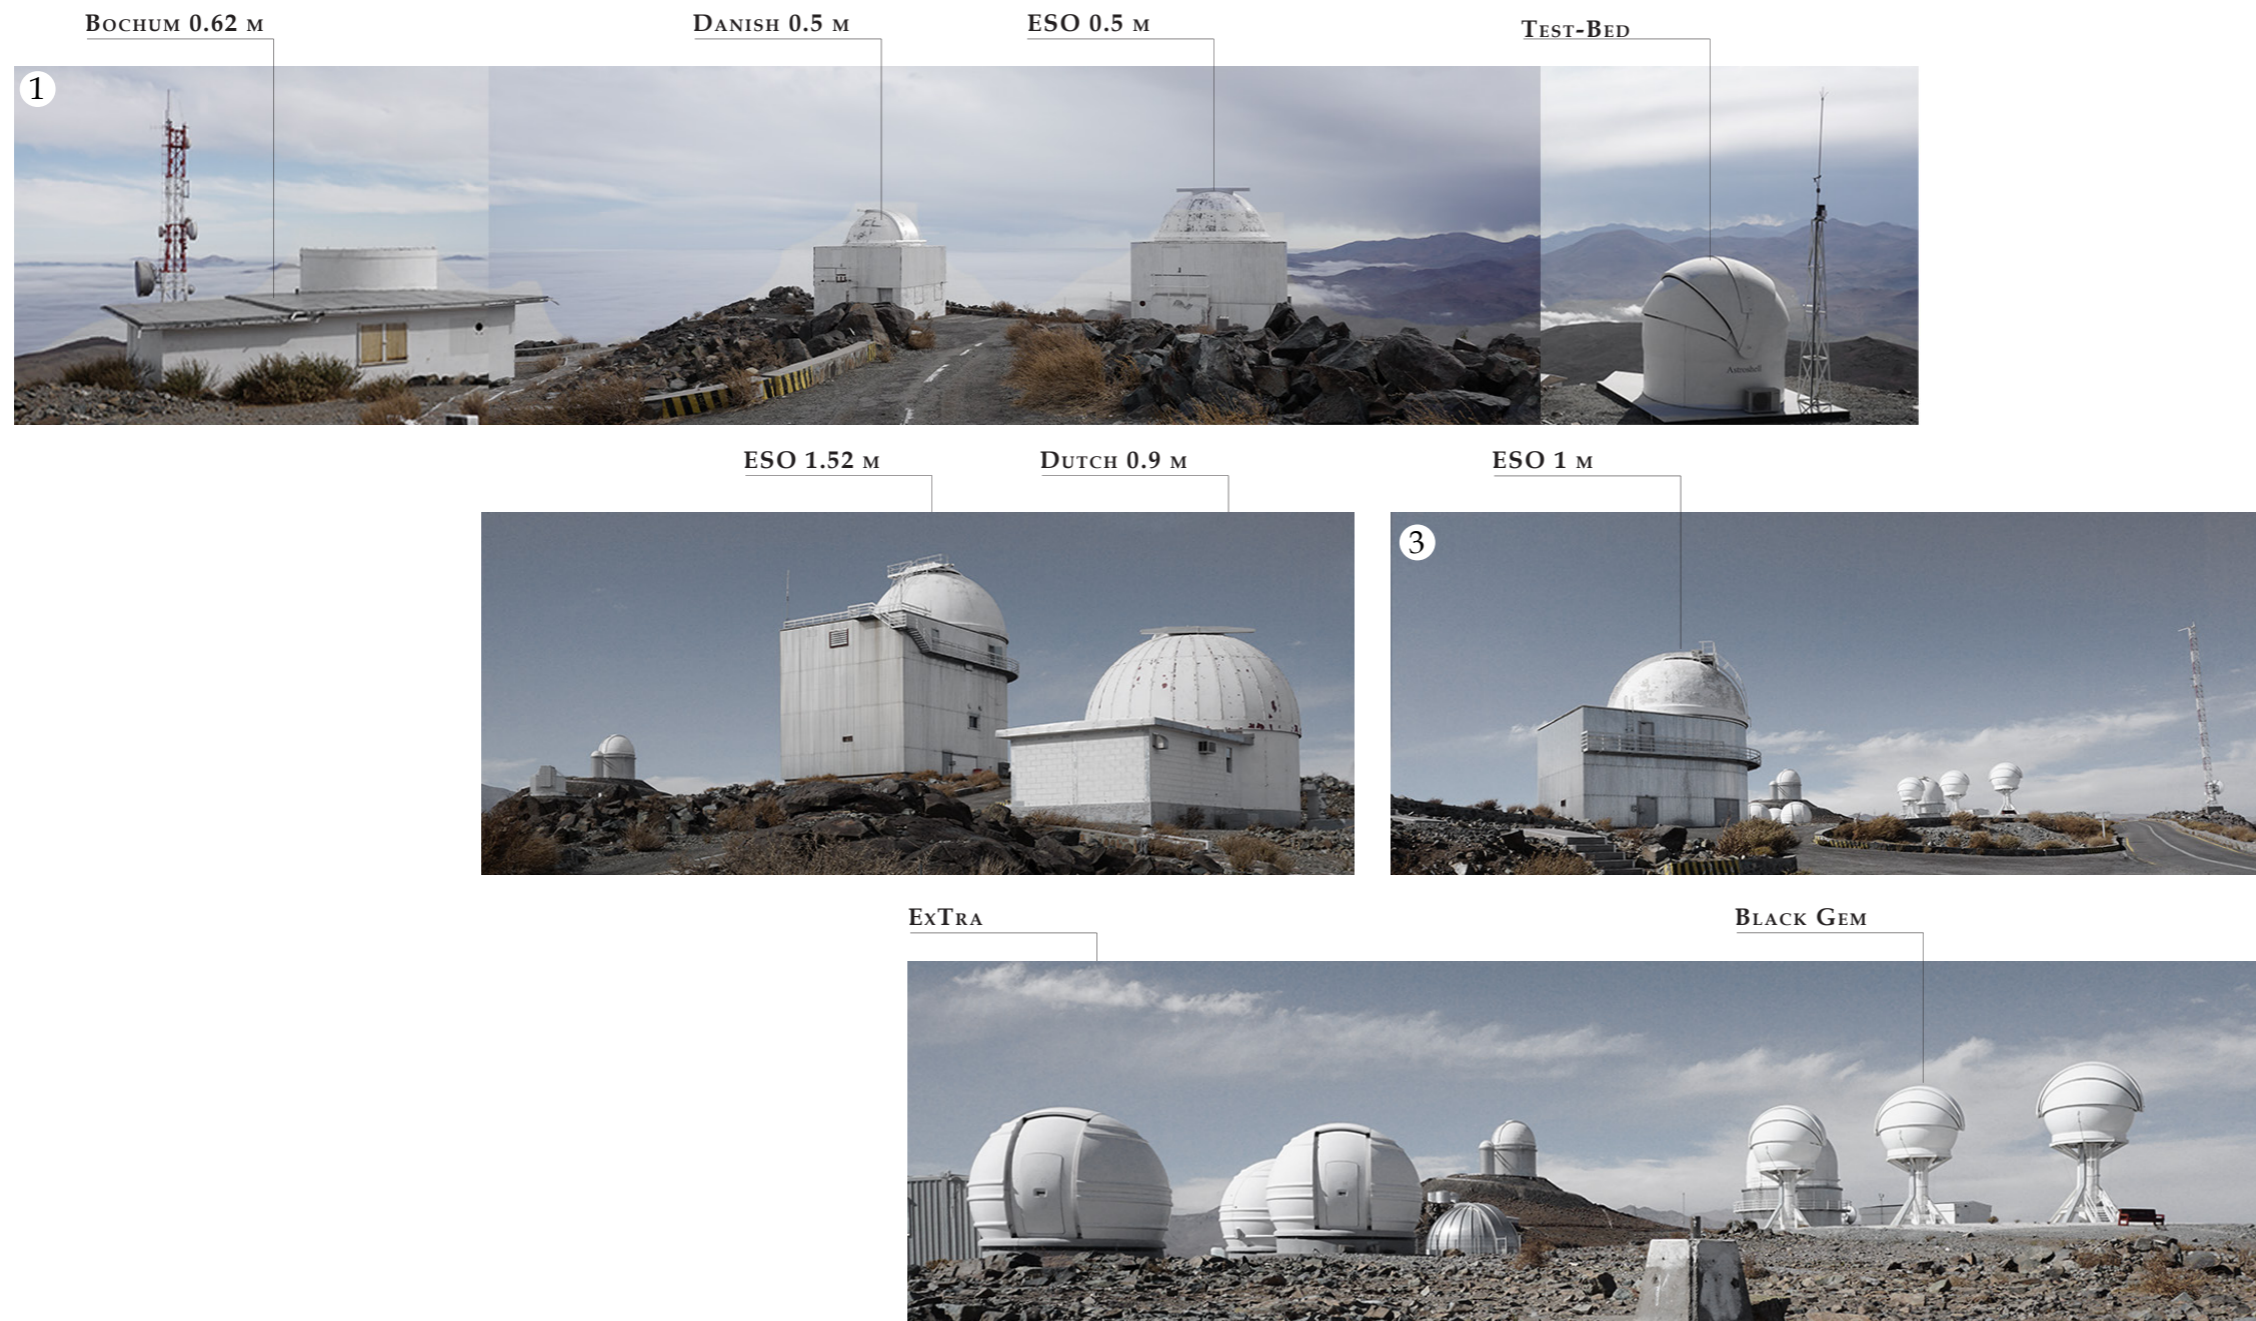 Bochum 0.62 m
Danish 0.5 m
ESO 0.5 m
Test-Bed
1
Astroshell
ESO 1.52 m
Dutch 0.9 m
ESO 1 m
3
ExTrA
Black Gem